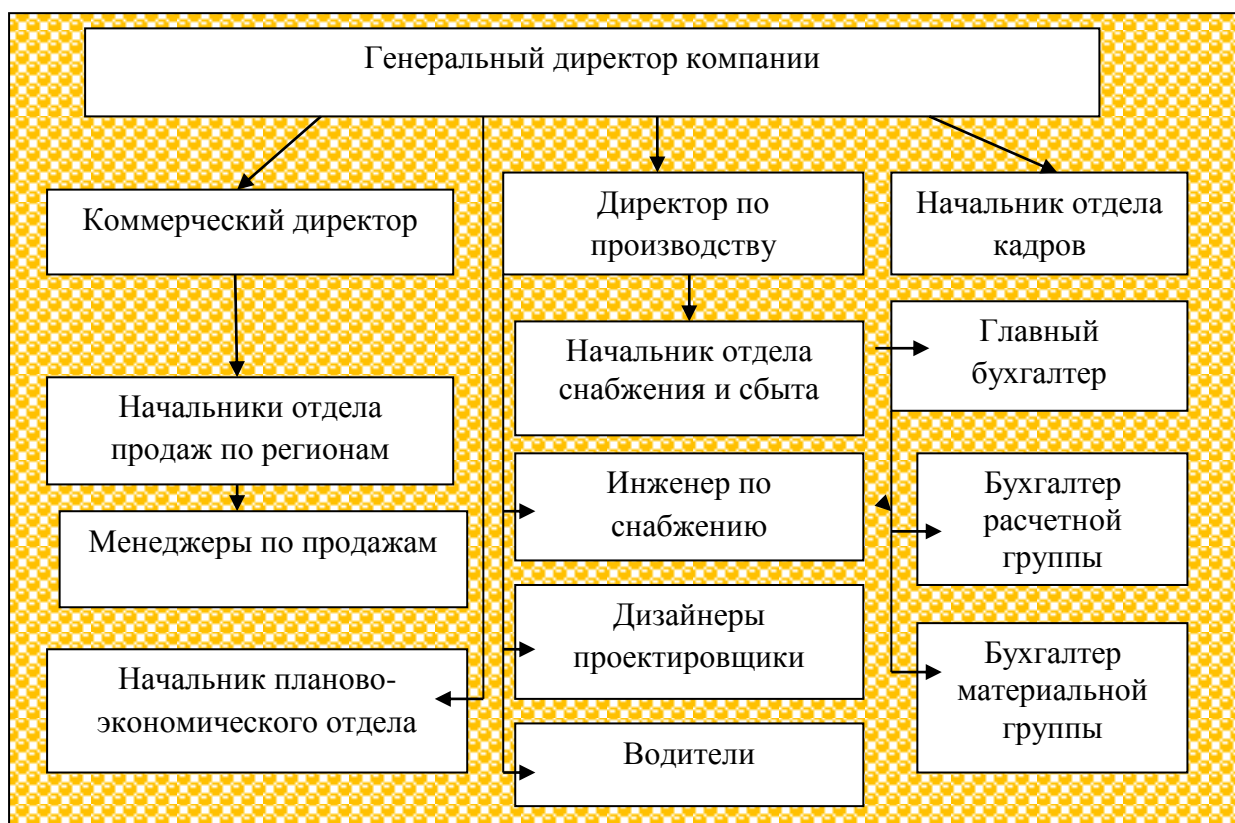 Генеральный директор компании
Коммерческий директор
Директор по
производству
Начальник отдела
кадров
Начальники отдела
продаж по регионам
Менеджеры по продажам
Начальник планово-
экономического отдела
Начальник отдела
снабжения и сбыта
Инженер по
снабжению
Дизайнеры
проектировщики
Водители
Главный
бухгалтер
Бухгалтер
расчетной
группы
Бухгалтер
материальной
группы